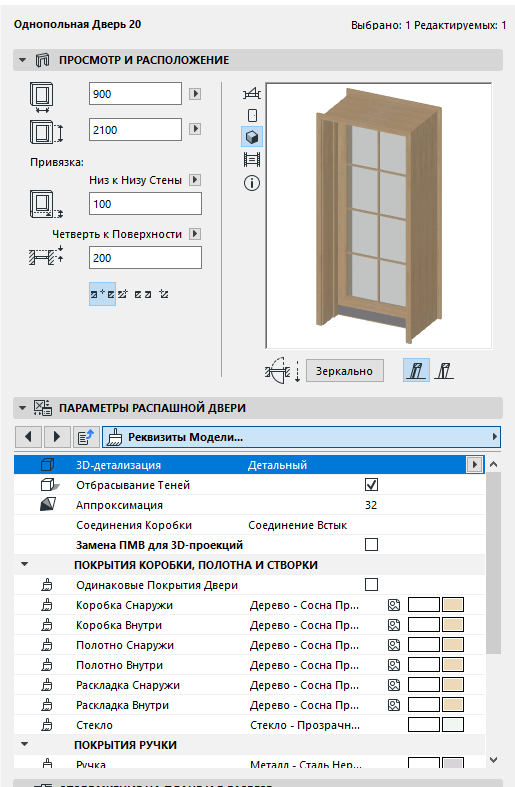 Однопольная Дверь 20
Выбрано: 1 Редактируемых: 1
ПРОСМОТР И РАСПОЛОЖЕНИЕ
900
2100
Привязка:
Низ к Низу Стены
100
Четверть к Поверхности
200
Зеркально
ПАРАМЕТРЫ РАСПАШНОЙ ДВЕРИ
Реквизиты Модели...
3D-детализация Детальный
Отбрасывание Теней
Аппроксимация 32
Соединения Коробки Соединение Встык
Замена ПМВ для 3D-проекций
ПОКРЫТИЯ КОРОБКИ, ПОЛОТНА И СТВОРКИ
Одинаковые Покрытия Двери
Коробка Снаружи Дерево - Сосна Пр...
Коробка Внутри Дерево - Сосна Пр...
Полотно Снаружи Дерево - Сосна Пр...
Полотно Внутри Дерево - Сосна Пр...
Раскладка Снаружи Дерево - Сосна Пр...
Раскладка Внутри Дерево - Сосна Пр...
Стекло Стекло - Прозрачн...
ПОКРЫТИЯ РУЧКИ
Ручка Металл - Сталь Нер...